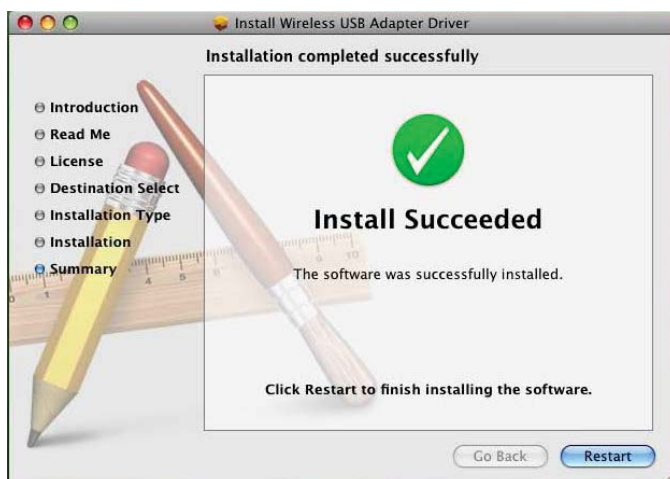 Install Wireless USB Adapter Driver
Installation completed successfully
Introduction
Read Me
License
Destination Select
Installation Type
Installation
Summary
Install Succeeded
The software was successfully installed.
Click Restart to finish installing the software.
Go Back
Restart